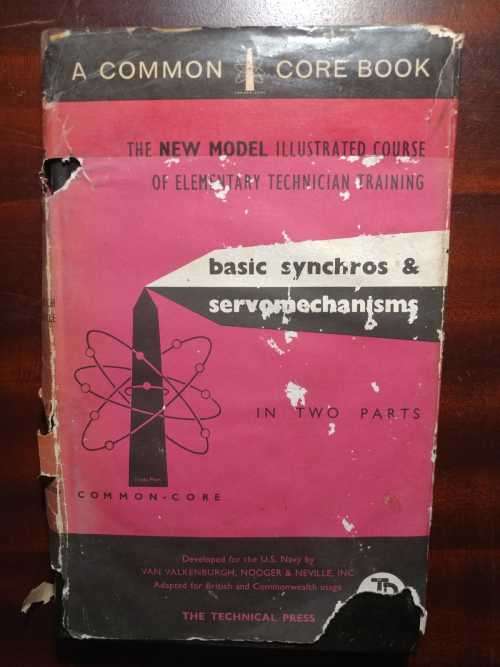 A COMMON CORE BOOK
THE NEW MODEL ILLUSTRATED COURSE
OF ELEMENTARY TECHNICIAN TRAINING
basic synchros &
servomechanisms
IN TWO PARTS
COMMON-CORE
Developed for the U.S. Navy by
VAN VALKENBURGH, NOOGER & NEVILLE, INC.
Adapted for British and Commonwealth usage
THE TECHNICAL PRESS